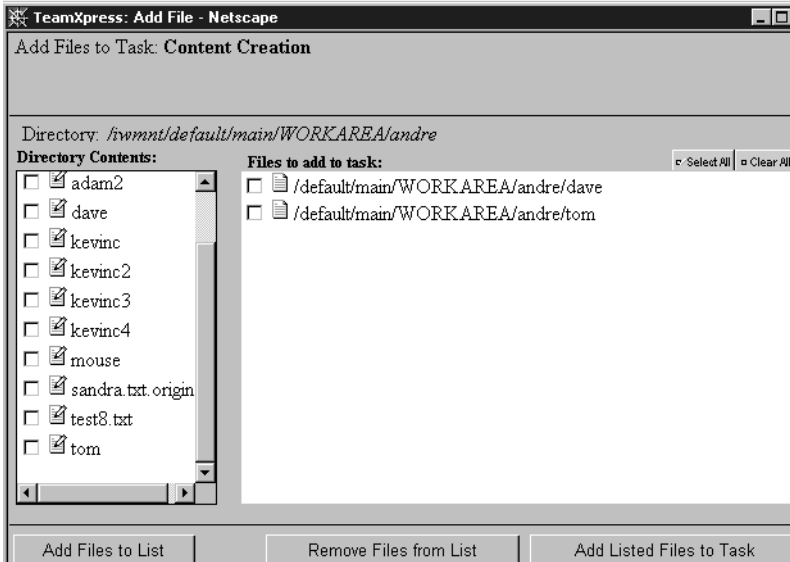 TeamXpress: Add File - Netscape
Add Files to Task: Content Creation
Directory: /iwmnt/default/main/WORKAREA/andre
Directory Contents:
adam2
dave
kevinc
kevinc2
kevinc3
kevinc4
mouse
sandra.txt.origin
test8.txt
tom
Files to add to task:
Select All
Clear All
/default/main/WORKAREA/andre/dave
/default/main/WORKAREA/andre/tom
Add Files to List
Remove Files from List
Add Listed Files to Task